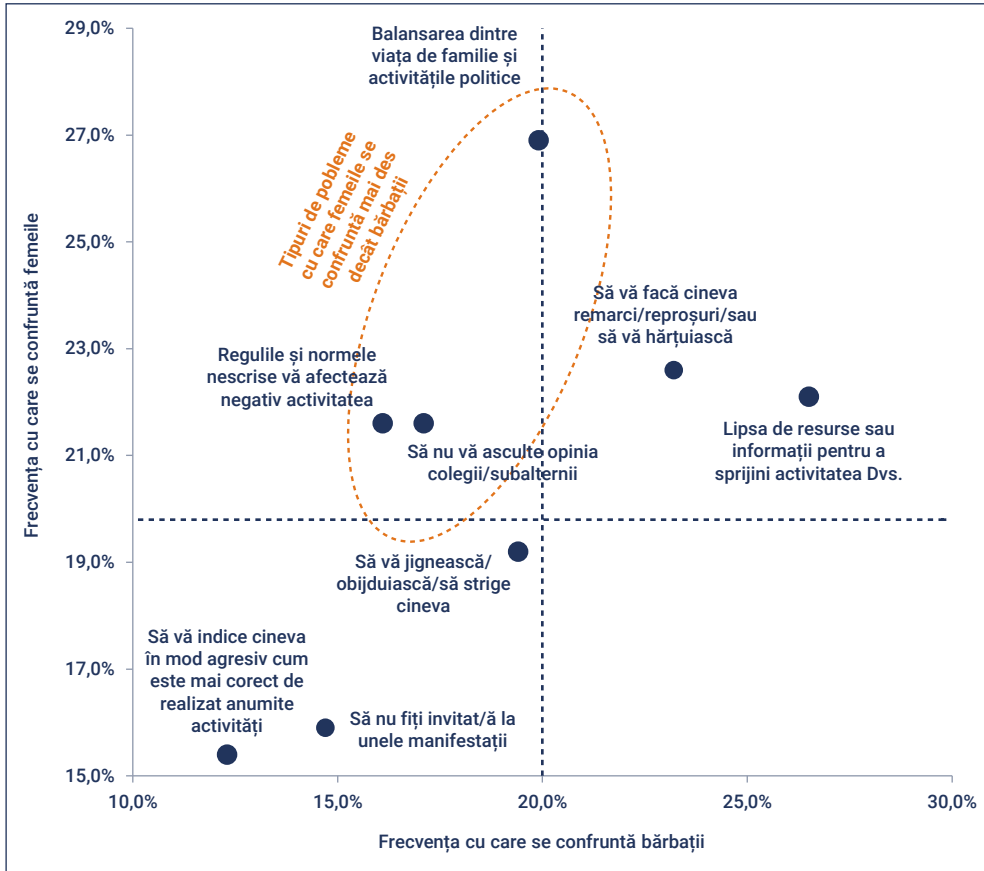 29,0%
27,0%
25,0%
23,0%
21,0%
19,0%
17,0%
15,0%
Frecvența cu care se confruntă femeile
Balansarea dintre
viața de familie și
activitățile politice
Tipuri de pobleme
cu care femeile se
confruntă mai des
decât bărbații
Să vă facă cineva
remarci/reproșuri/sau
să vă hărțuiască
Regulile și normele
nescrise vă afectează
negativ activitatea
Să nu vă asculte opinia
colegii/subalternii
Lipsa de resurse sau
informații pentru a
sprijini activitatea Dvs.
Să vă jignească/
obijduiască/să strige
cineva
Să vă indice cineva
în mod agresiv cum
este mai corect de
realizat anumite
activități
Să nu fiți invitat/ă la
unele manifestații
10,0%
15,0%
20,0%
25,0%
30,0%
Frecvența cu care se confruntă bărbații